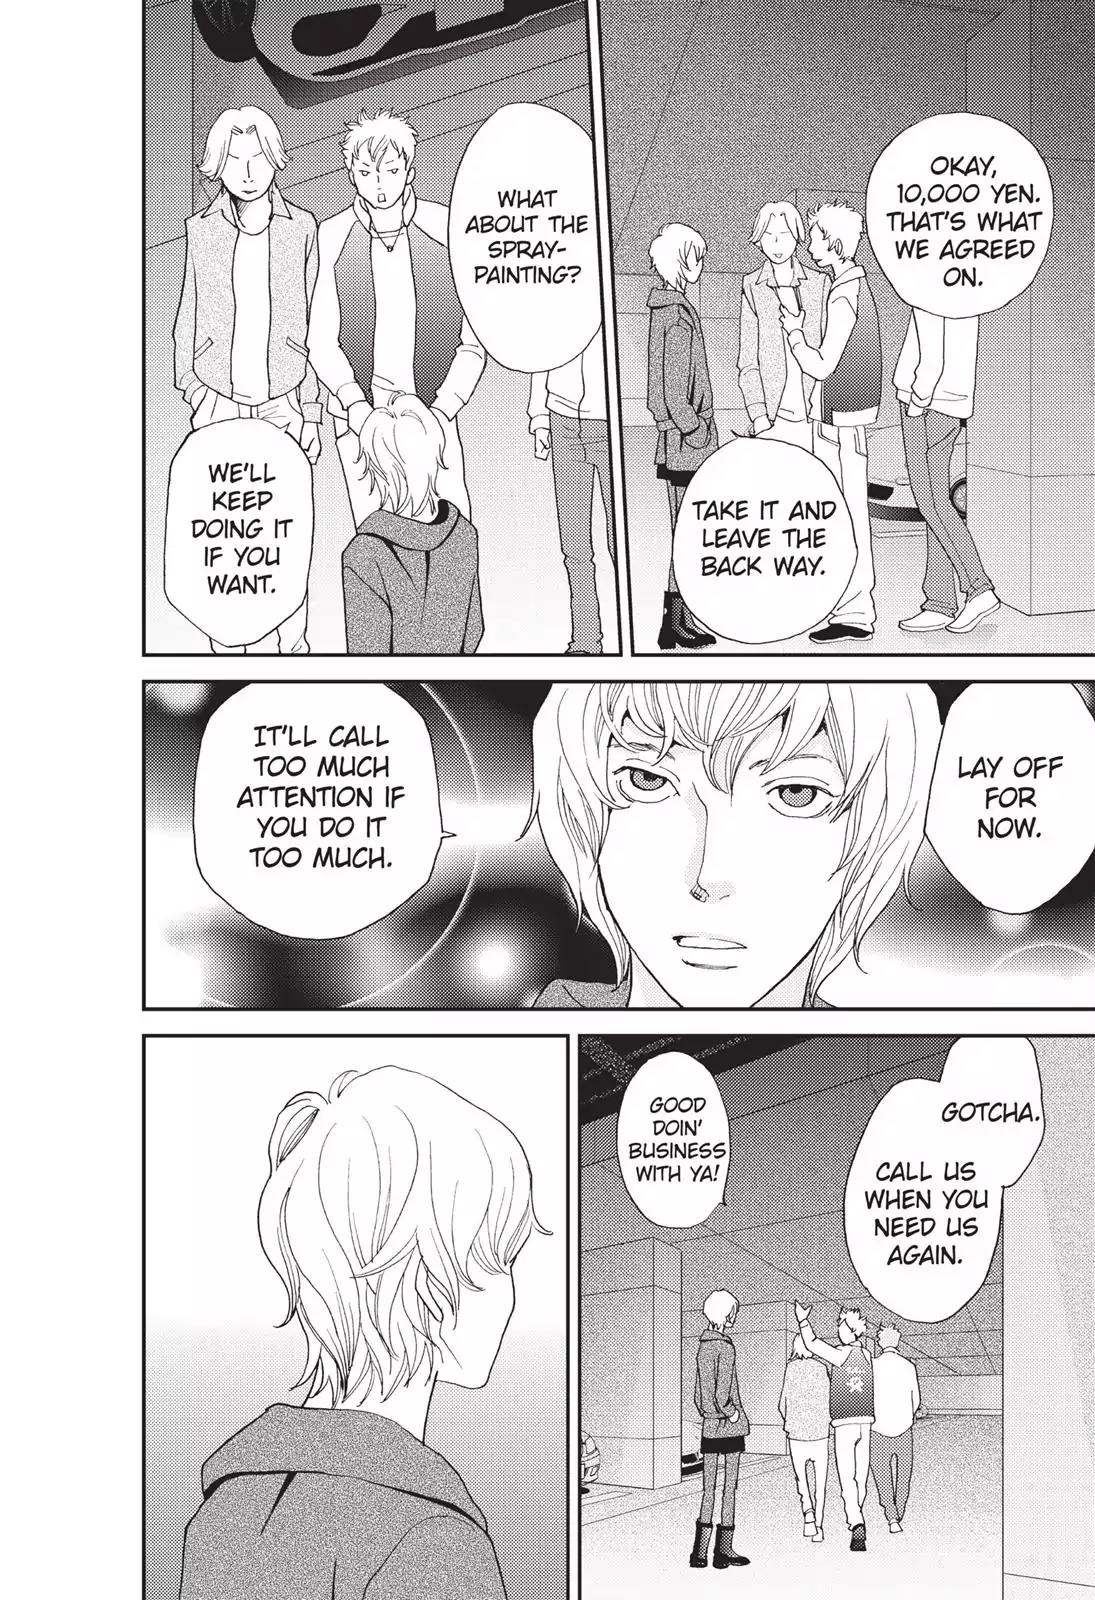 OKAY,
10,000 YEN.
THAT'S WHAT
WE AGREED
ON.
TAKE IT AND
LEAVE THE
BACK WAY.
WHAT
ABOUT THE
SPRAY-
PAINTING?
WE'LL
KEEP
DOING IT
IF YOU
WANT.
LAY OFF
FOR
NOW.
IT'LL CALL
TOO MUCH
ATTENTION IF
YOU DO IT
TOO MUCH.
GOTCHA.
CALL US
WHEN YOU
NEED US
AGAIN.
GOOD
DOIN'
BUSINESS
WITH YA!